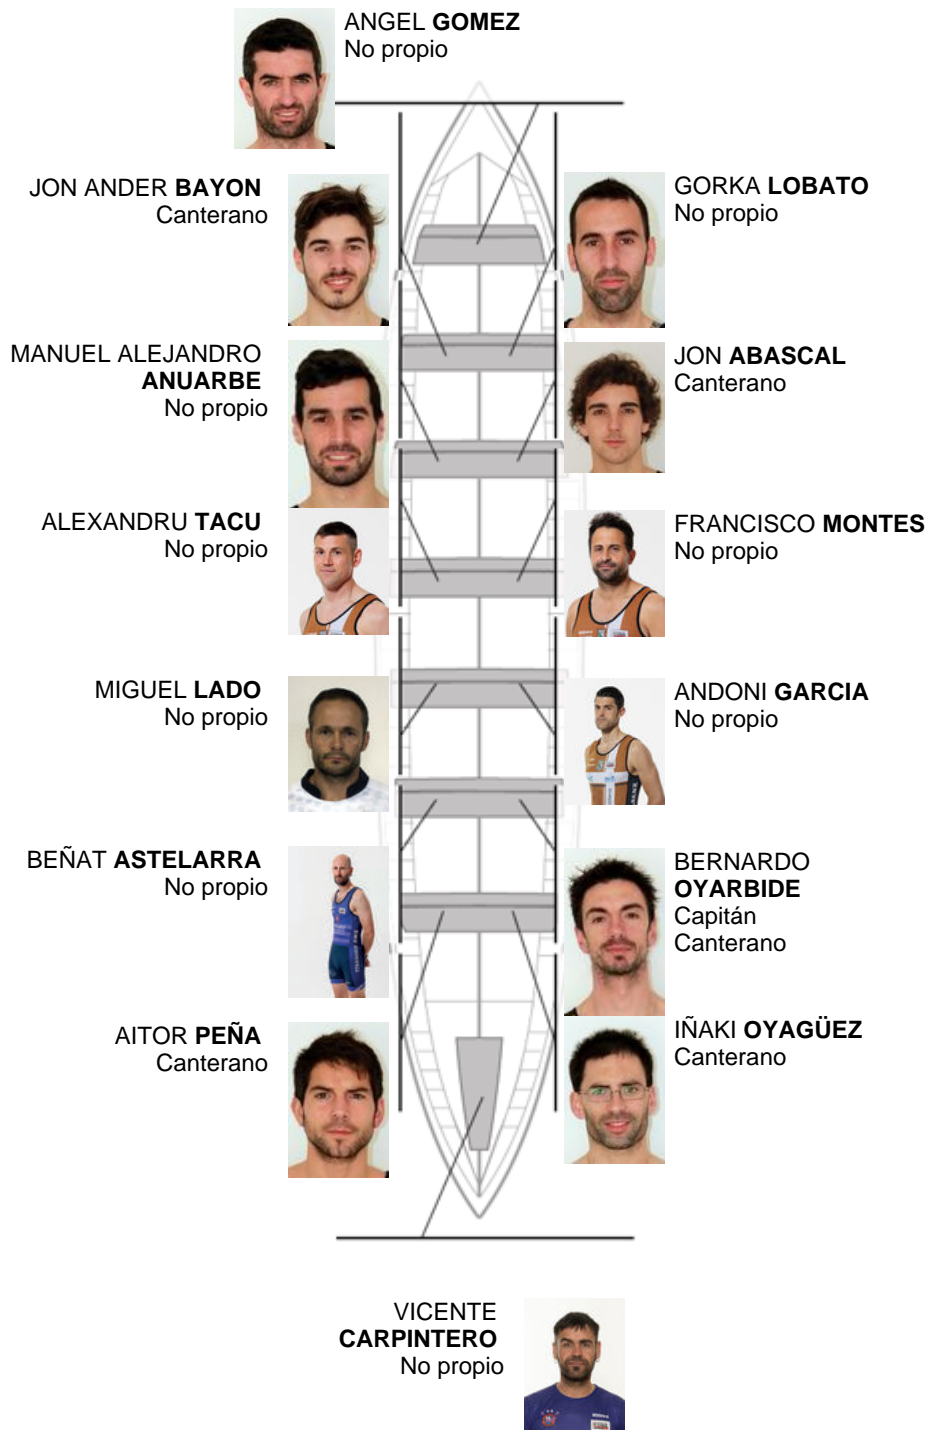 ANGEL GOMEZ
No propio
JON ANDER BAYON
Canterano
GORKA LOBATO
No propio
MANUEL ALEJANDRO
ANUARBE
No propio
JON ABASCAL
Canterano
ALEXANDRU TACU
No propio
FRANCISCO MONTES
No propio
MIGUEL LADO
No propio
ANDONI GARCIA
No propio
BEÑAT ASTELARRA
No propio
BERNARDO
OYARBIDE
Capitán
Canterano
AITOR PEÑA
Canterano
IÑAKI OYAGÜEZ
Canterano
VICENTE
CARPINTERO
No propio